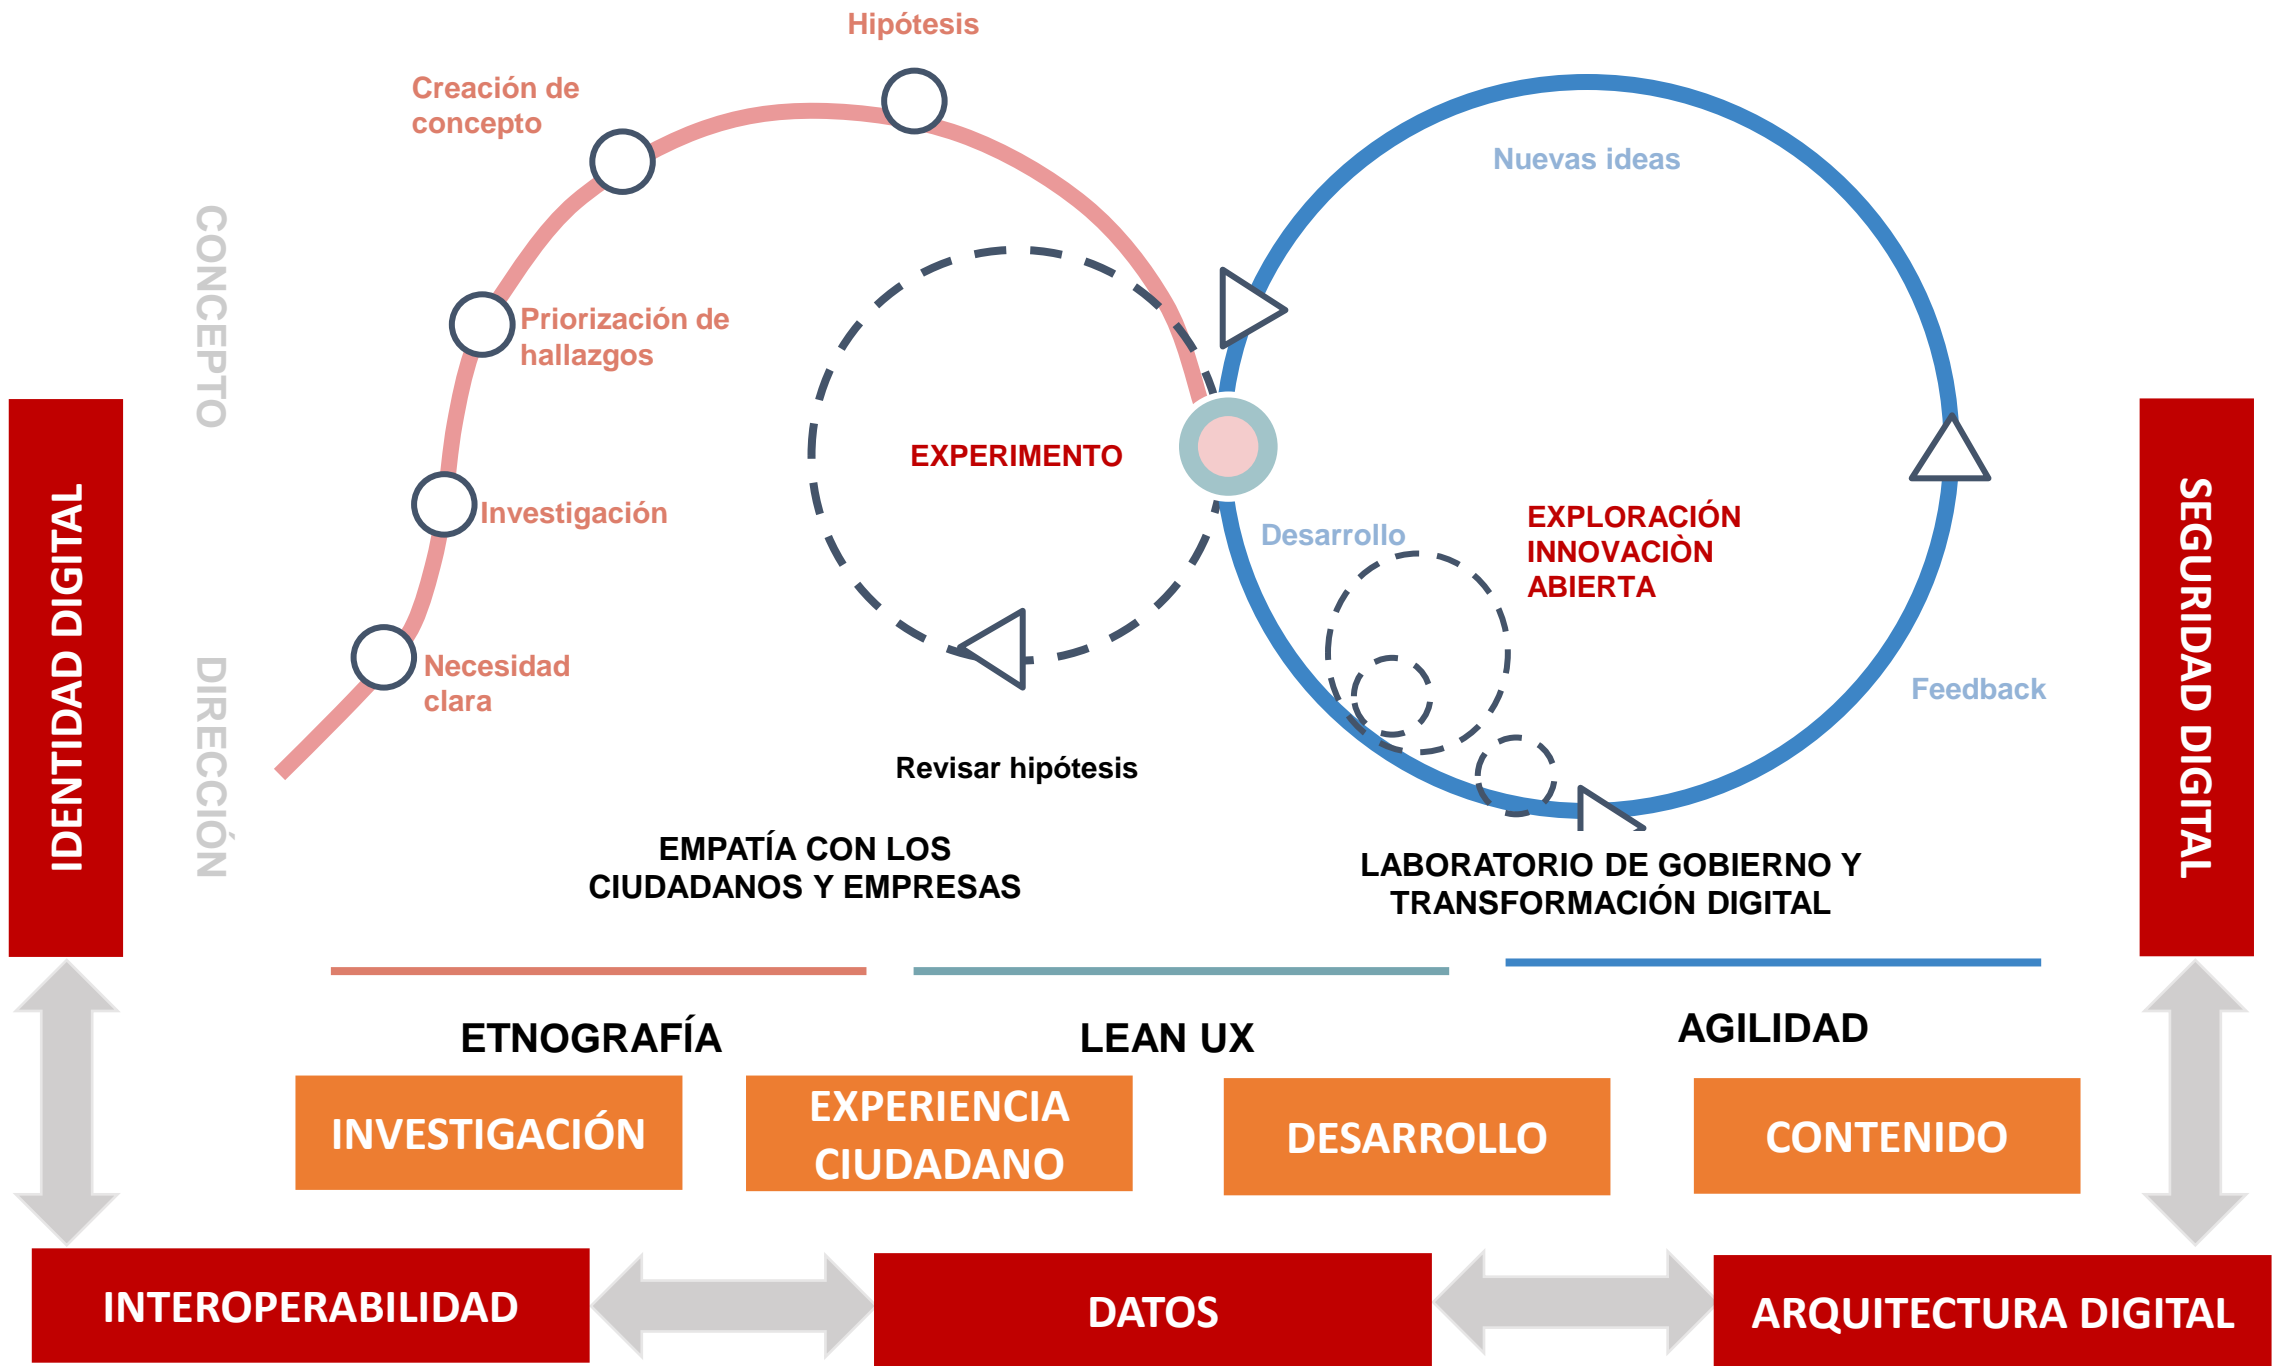 Hipótesis
Creación de
concepto
Nuevas ideas
CONCEPTO
Priorización de
hallazgos
EXPERIMENTO
Investigación
Desarrollo
EXPLORACIÓN
INNOVACIÒN
ABIERTA
IDENTIDAD DIGITAL
SEGURIDAD DIGITAL
DIRECCIÓN
Necesidad
clara
Feedback
Revisar hipótesis
EMPATÍA CON LOS
CIUDADANOS Y EMPRESAS
LABORATORIO DE GOBIERNO Y
TRANSFORMACIÓN DIGITAL
ETNOGRAFÍA
LEAN UX
AGILIDAD
INVESTIGACIÓN
EXPERIENCIA
CIUDADANO
DESARROLLO
CONTENIDO
INTEROPERABILIDAD
DATOS
ARQUITECTURA DIGITAL